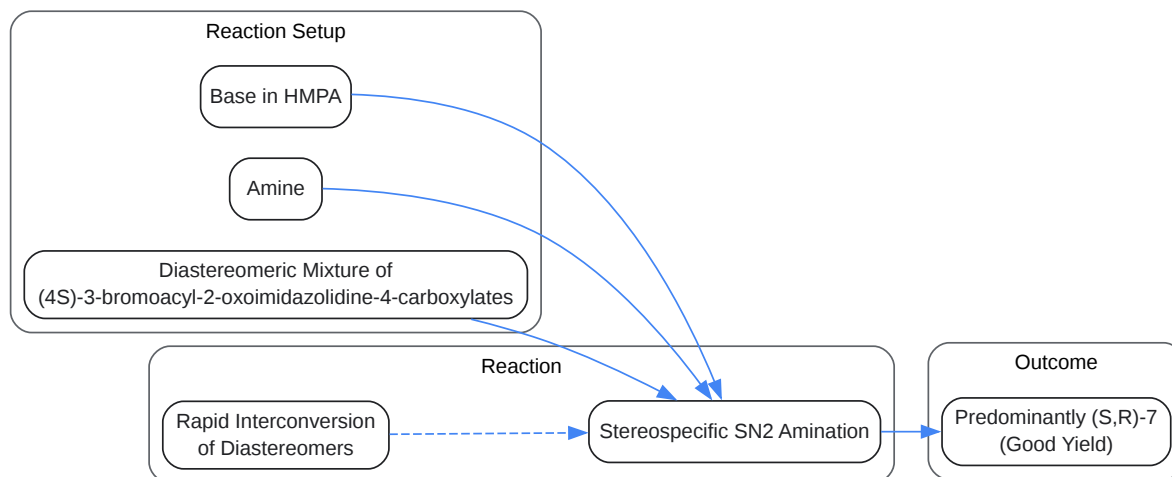 Reaction Setup
Base in HMPA
Amine
Diastereomeric Mixture of
(4S)-3-bromoacyl-2-oxoimidazolidine-4-carboxylates
Reaction
Rapid Interconversion
of Diastereomers
Stereospecific SN2 Amination
Outcome
Predominantly (S,R)-7
(Good Yield)